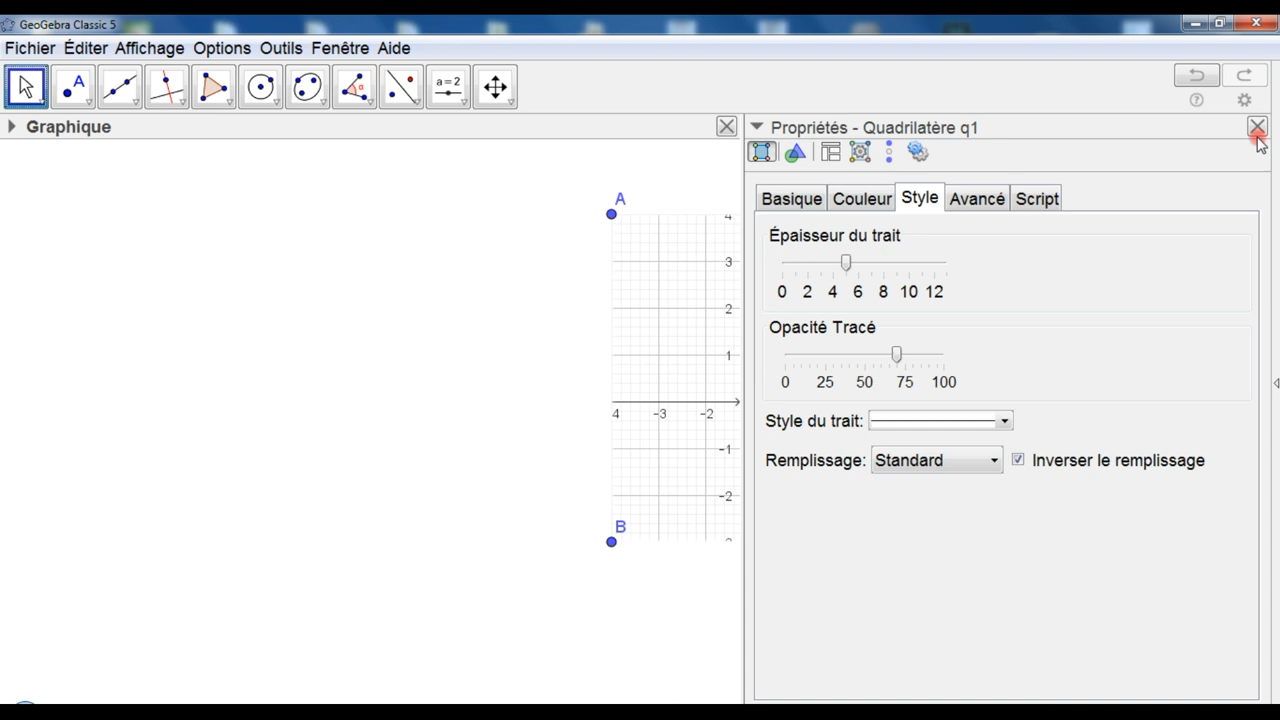 GeoGebra Classic 5
Fichier Éditer Affichage Options Outils Fenêtre Aide
A
α
a=2
Graphique
Propriétés - Quadrilatère q1
Basique Couleur Style Avancé Script
Épaisseur du trait
0 2 4 6 8 10 12
Opacité Tracé
0 25 50 75 100
Style du trait:
Remplissage: Standard Inverser le remplissage
A
4
3
2
1
4 -3 -2
-1
-2
B